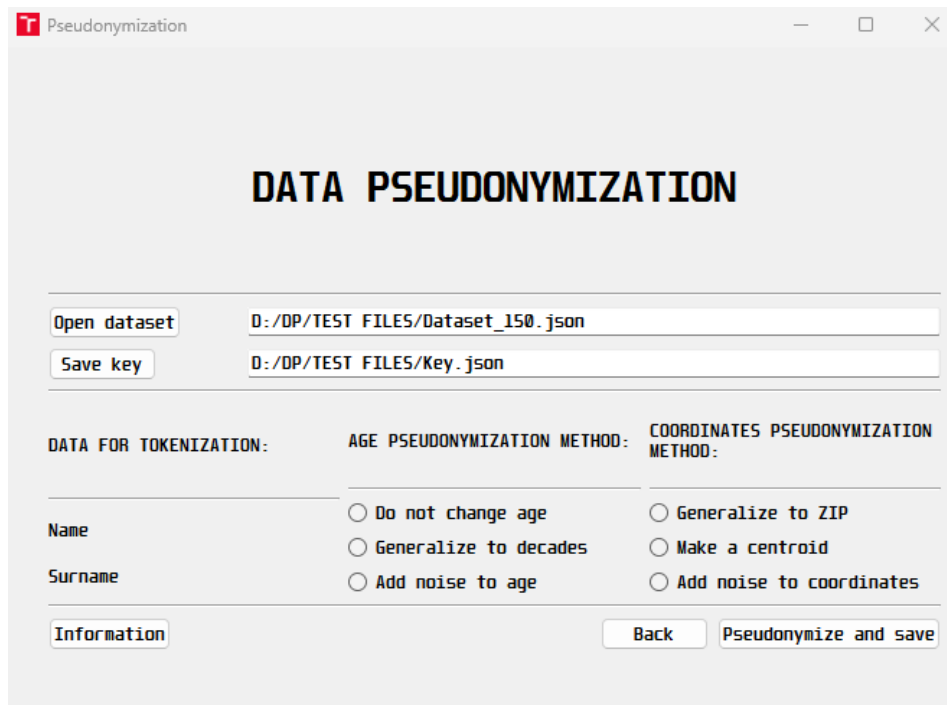 Pseudonymization
DATA PSEUDONYMIZATION
Open dataset
D:/DP/TEST FILES/Dataset_150.json
Save key
D:/DP/TEST FILES/Key.json
DATA FOR TOKENIZATION:
Name
Surname
AGE PSEUDONYMIZATION METHOD:
Do not change age
Generalize to decades
Add noise to age
COORDINATES PSEUDONYMIZATION
METHOD:
Generalize to ZIP
Make a centroid
Add noise to coordinates
Information
Back
Pseudonymize and save